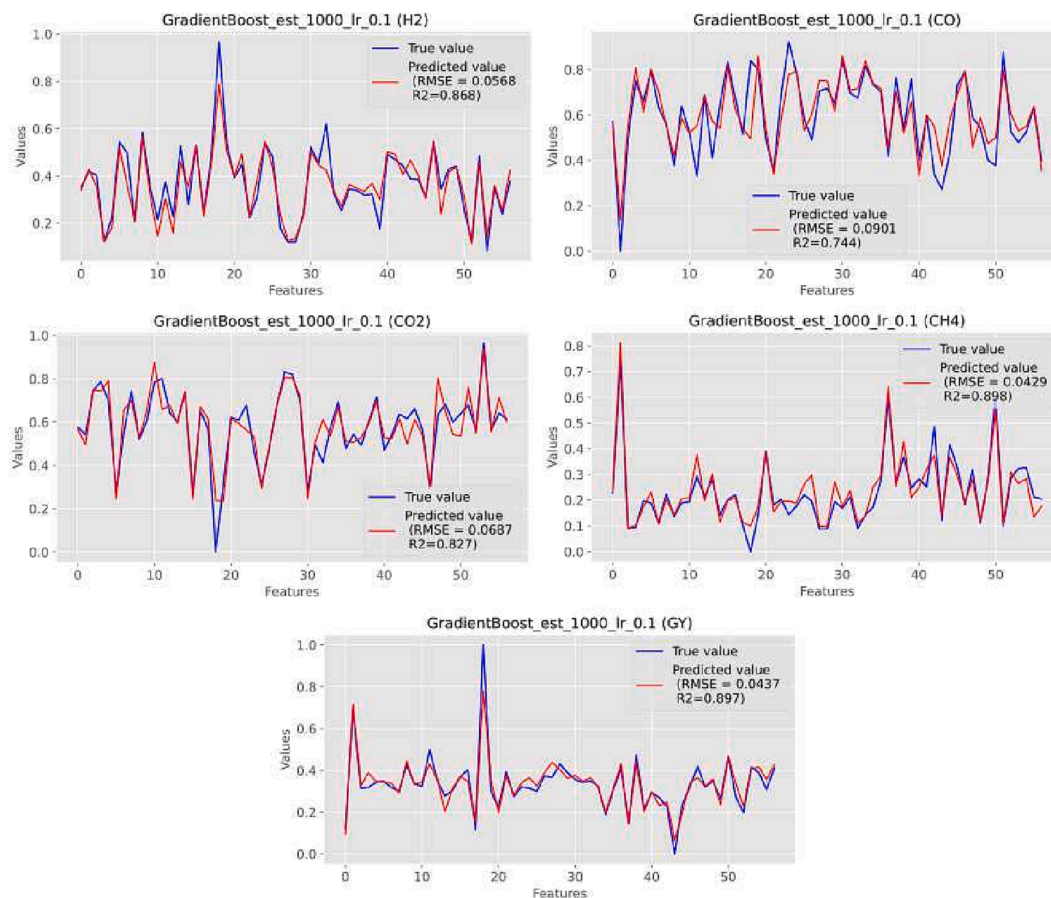 GradientBoost_est_1000_lr_0.1 (H2)
True value
Predicted value
(RMSE = 0.0568
R2=0.868)
1.0
0.8
0.6
0.4
0.2
Values
0 10 20 30 40 50
Features
GradientBoost_est_1000_lr_0.1 (CO)
0.8
0.6
0.4
0.2
0.0
Values
True value
Predicted value
(RMSE = 0.0901
R2=0.744)
0 10 20 30 40 50
Features
GradientBoost_est_1000_lr_0.1 (CO2)
1.0
0.8
0.6
0.4
0.2
0.0
Values
True value
Predicted value
(RMSE = 0.0687
R2=0.827)
0 10 20 30 40 50
Features
GradientBoost_est_1000_lr_0.1 (CH4)
True value
Predicted value
(RMSE = 0.0429
R2=0.898)
0.8
0.7
0.6
0.5
0.4
0.3
0.2
0.1
0.0
Values
0 10 20 30 40 50
Features
GradientBoost_est_1000_lr_0.1 (GY)
True value
Predicted value
(RMSE = 0.0437
R2=0.897)
1.0
0.8
0.6
0.4
0.2
0.0
Values
0 10 20 30 40 50
Features